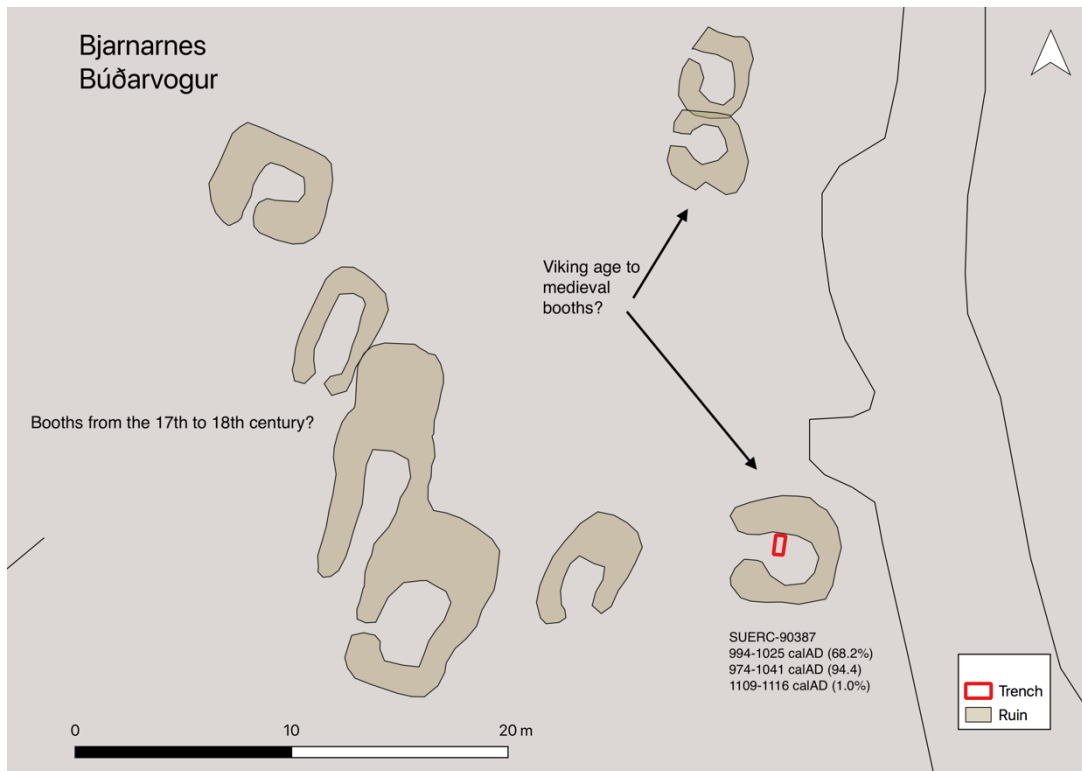 Bjarnarnes
Búðarvogur
Viking age to
medieval
booths?
Booths from the 17th to 18th century?
SUERC-90387
994-1025 calAD (68.2%)
974-1041 calAD (94.4)
1109-1116 calAD (1.0%)
Trench
Ruin
0 10 20 m